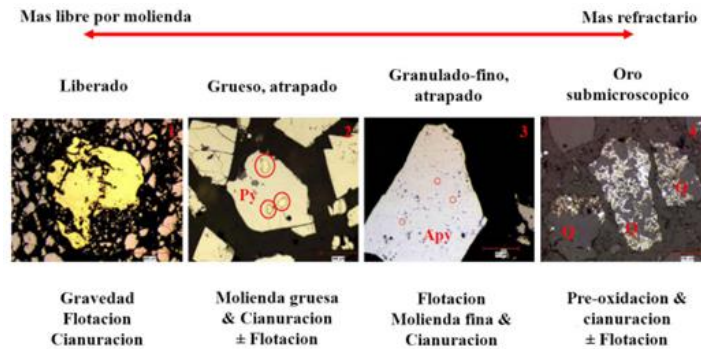 Mas libre por molienda
Mas refractario
Liberado
Grueso, atrapado
Granulado-fino,
atrapado
Oro
submicroscopico
1
2
3
4
Py
Apy
Q
Q
Q
Gravedad
Flotacion
Cianuracion
Molienda gruesa
& Cianuracion
± Flotacion
Flotacion
Molienda fina &
Cianuracion
Pre-oxidacion &
cianuracion
± Flotacion